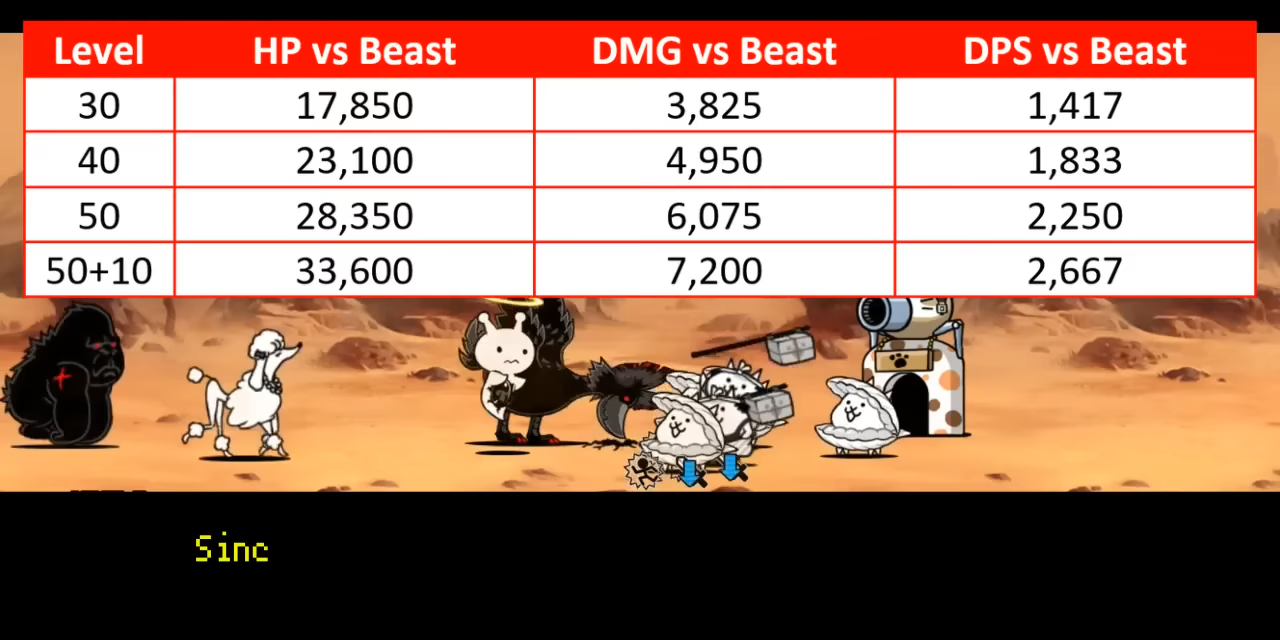 Level HP vs Beast DMG vs Beast DPS vs Beast
30 17,850 3,825 1,417
40 23,100 4,950 1,833
50 28,350 6,075 2,250
50+10 33,600 7,200 2,667
Sinc